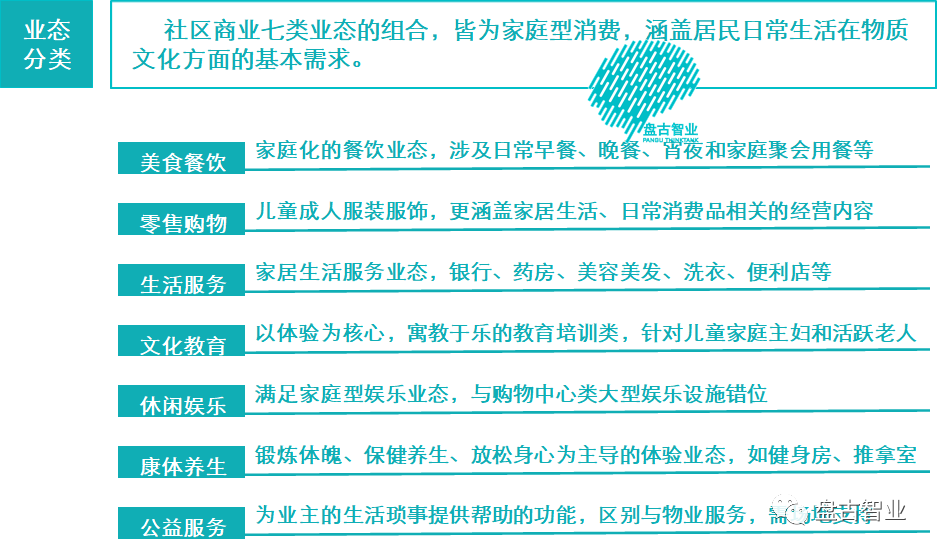 业态
分类
社区商业七类业态的组合，皆为家庭型消费，涵盖居民日常生活在物质
文化方面的基本需求。
盘古智业
PANGU THINKTANK
美食餐饮
家庭化的餐饮业态，涉及日常早餐、晚餐、宵夜和家庭聚会用餐等
零售购物
儿童成人服装服饰，更涵盖家居生活、日常消费品相关的经营内容
生活服务
家居生活服务业态，银行、药房、美容美发、洗衣、便利店等
文化教育
以体验为核心，寓教于乐的教育培训类，针对儿童家庭主妇和活跃老人
休闲娱乐
满足家庭型娱乐业态，与购物中心类大型娱乐设施错位
康体养生
锻炼体魄、保健养生、放松身心为主导的体验业态，如健身房、推拿室
公益服务
为业主的生活琐事提供帮助的功能，区别与物业服务，需
盘古智业